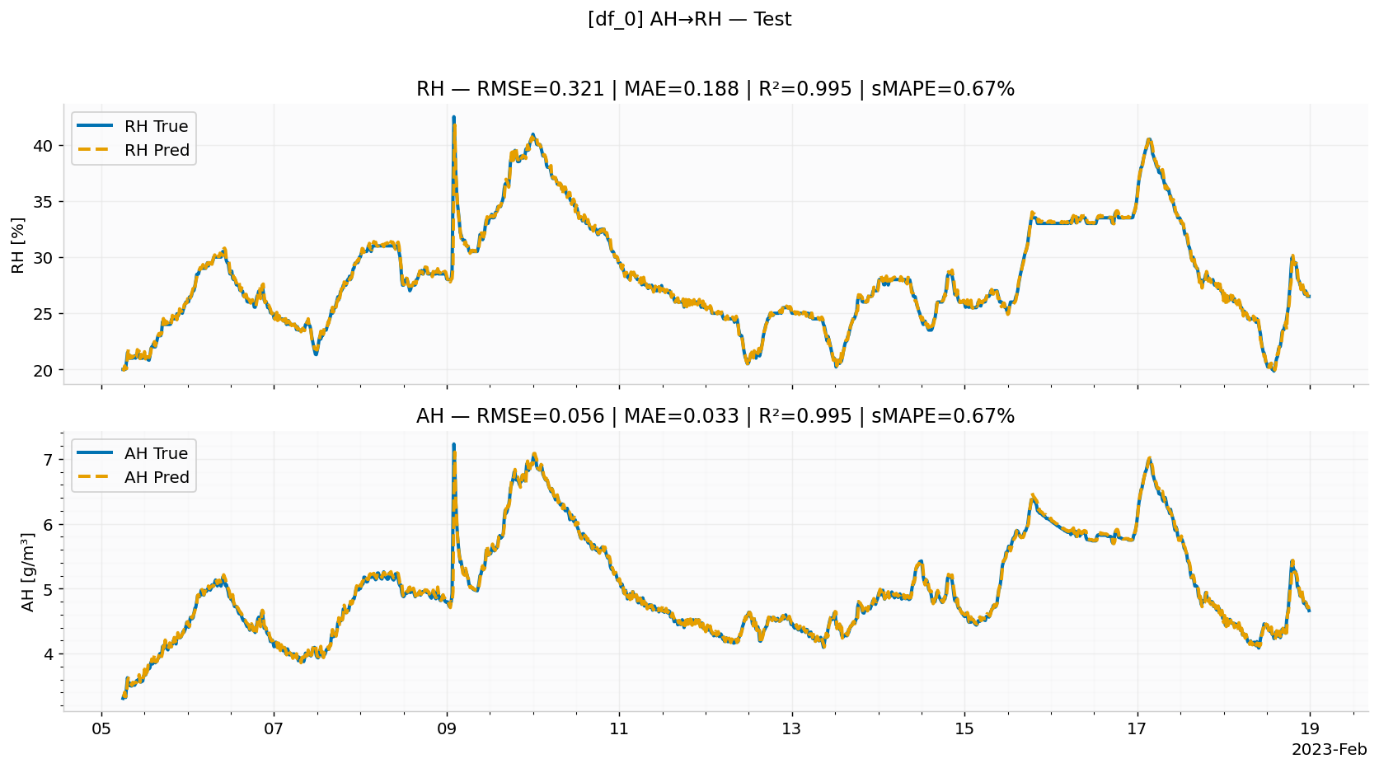 [df_0] AH→RH — Test
RH — RMSE=0.321 | MAE=0.188 | R²=0.995 | sMAPE=0.67%
RH True
RH Pred
RH [%]
40
35
30
25
20
AH — RMSE=0.056 | MAE=0.033 | R²=0.995 | sMAPE=0.67%
AH True
AH Pred
AH [g/m³]
7
6
5
4
05 07 09 11 13 15 17 19
2023-Feb